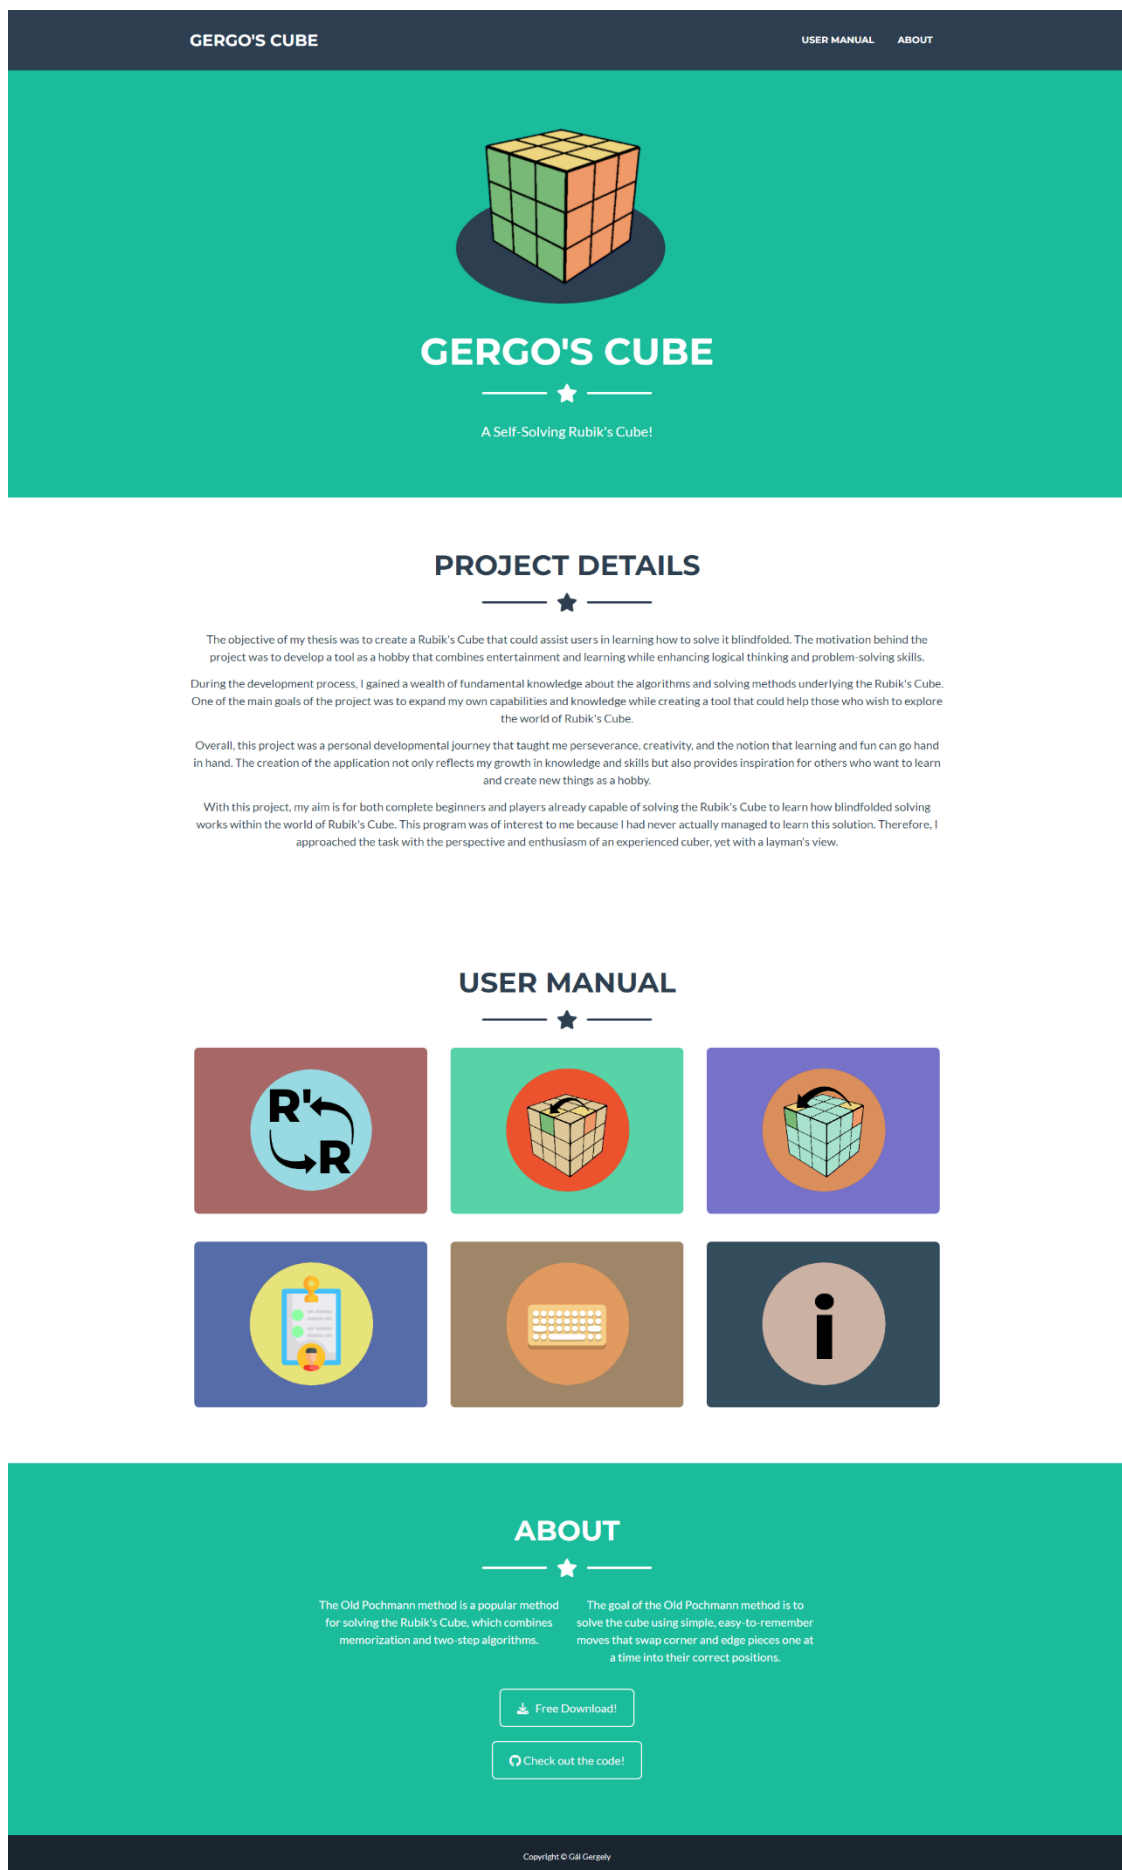 GERGO'S CUBE
USER MANUAL
ABOUT
GERGO'S CUBE
A Self-Solving Rubik's Cube!
PROJECT DETAILS
The objective of my thesis was to create a Rubik's Cube that could assist users in learning how to solve it blindfolded. The motivation behind the
project was to develop a tool as a hobby that combines entertainment and learning while enhancing logical thinking and problem-solving skills.
During the development process, I gained a wealth of fundamental knowledge about the algorithms and solving methods underlying the Rubik's Cube.
One of the main goals of the project was to expand my own capabilities and knowledge while creating a tool that could help those who wish to explore
the world of Rubik's Cube.
Overall, this project was a personal developmental journey that taught me perseverance, creativity, and the notion that learning and fun can go hand
in hand. The creation of the application not only reflects my growth in knowledge and skills but also provides inspiration for others who want to learn
and create new things as a hobby.
With this project, my aim is for both complete beginners and players already capable of solving the Rubik's Cube to learn how blindfolded solving
works within the world of Rubik's Cube. This program was of interest to me because I had never actually managed to learn this solution. Therefore, I
approached the task with the perspective and enthusiasm of an experienced cuber, yet with a layman's view.
USER MANUAL
R'
R
i
ABOUT
The Old Pochmann method is a popular method
for solving the Rubik's Cube, which combines
memorization and two-step algorithms.
The goal of the Old Pochmann method is to
solve the cube using simple, easy-to-remember
moves that swap corner and edge pieces one at
a time into their correct positions.
Free Download!
Check out the code!
Copyright © Gál Gergely